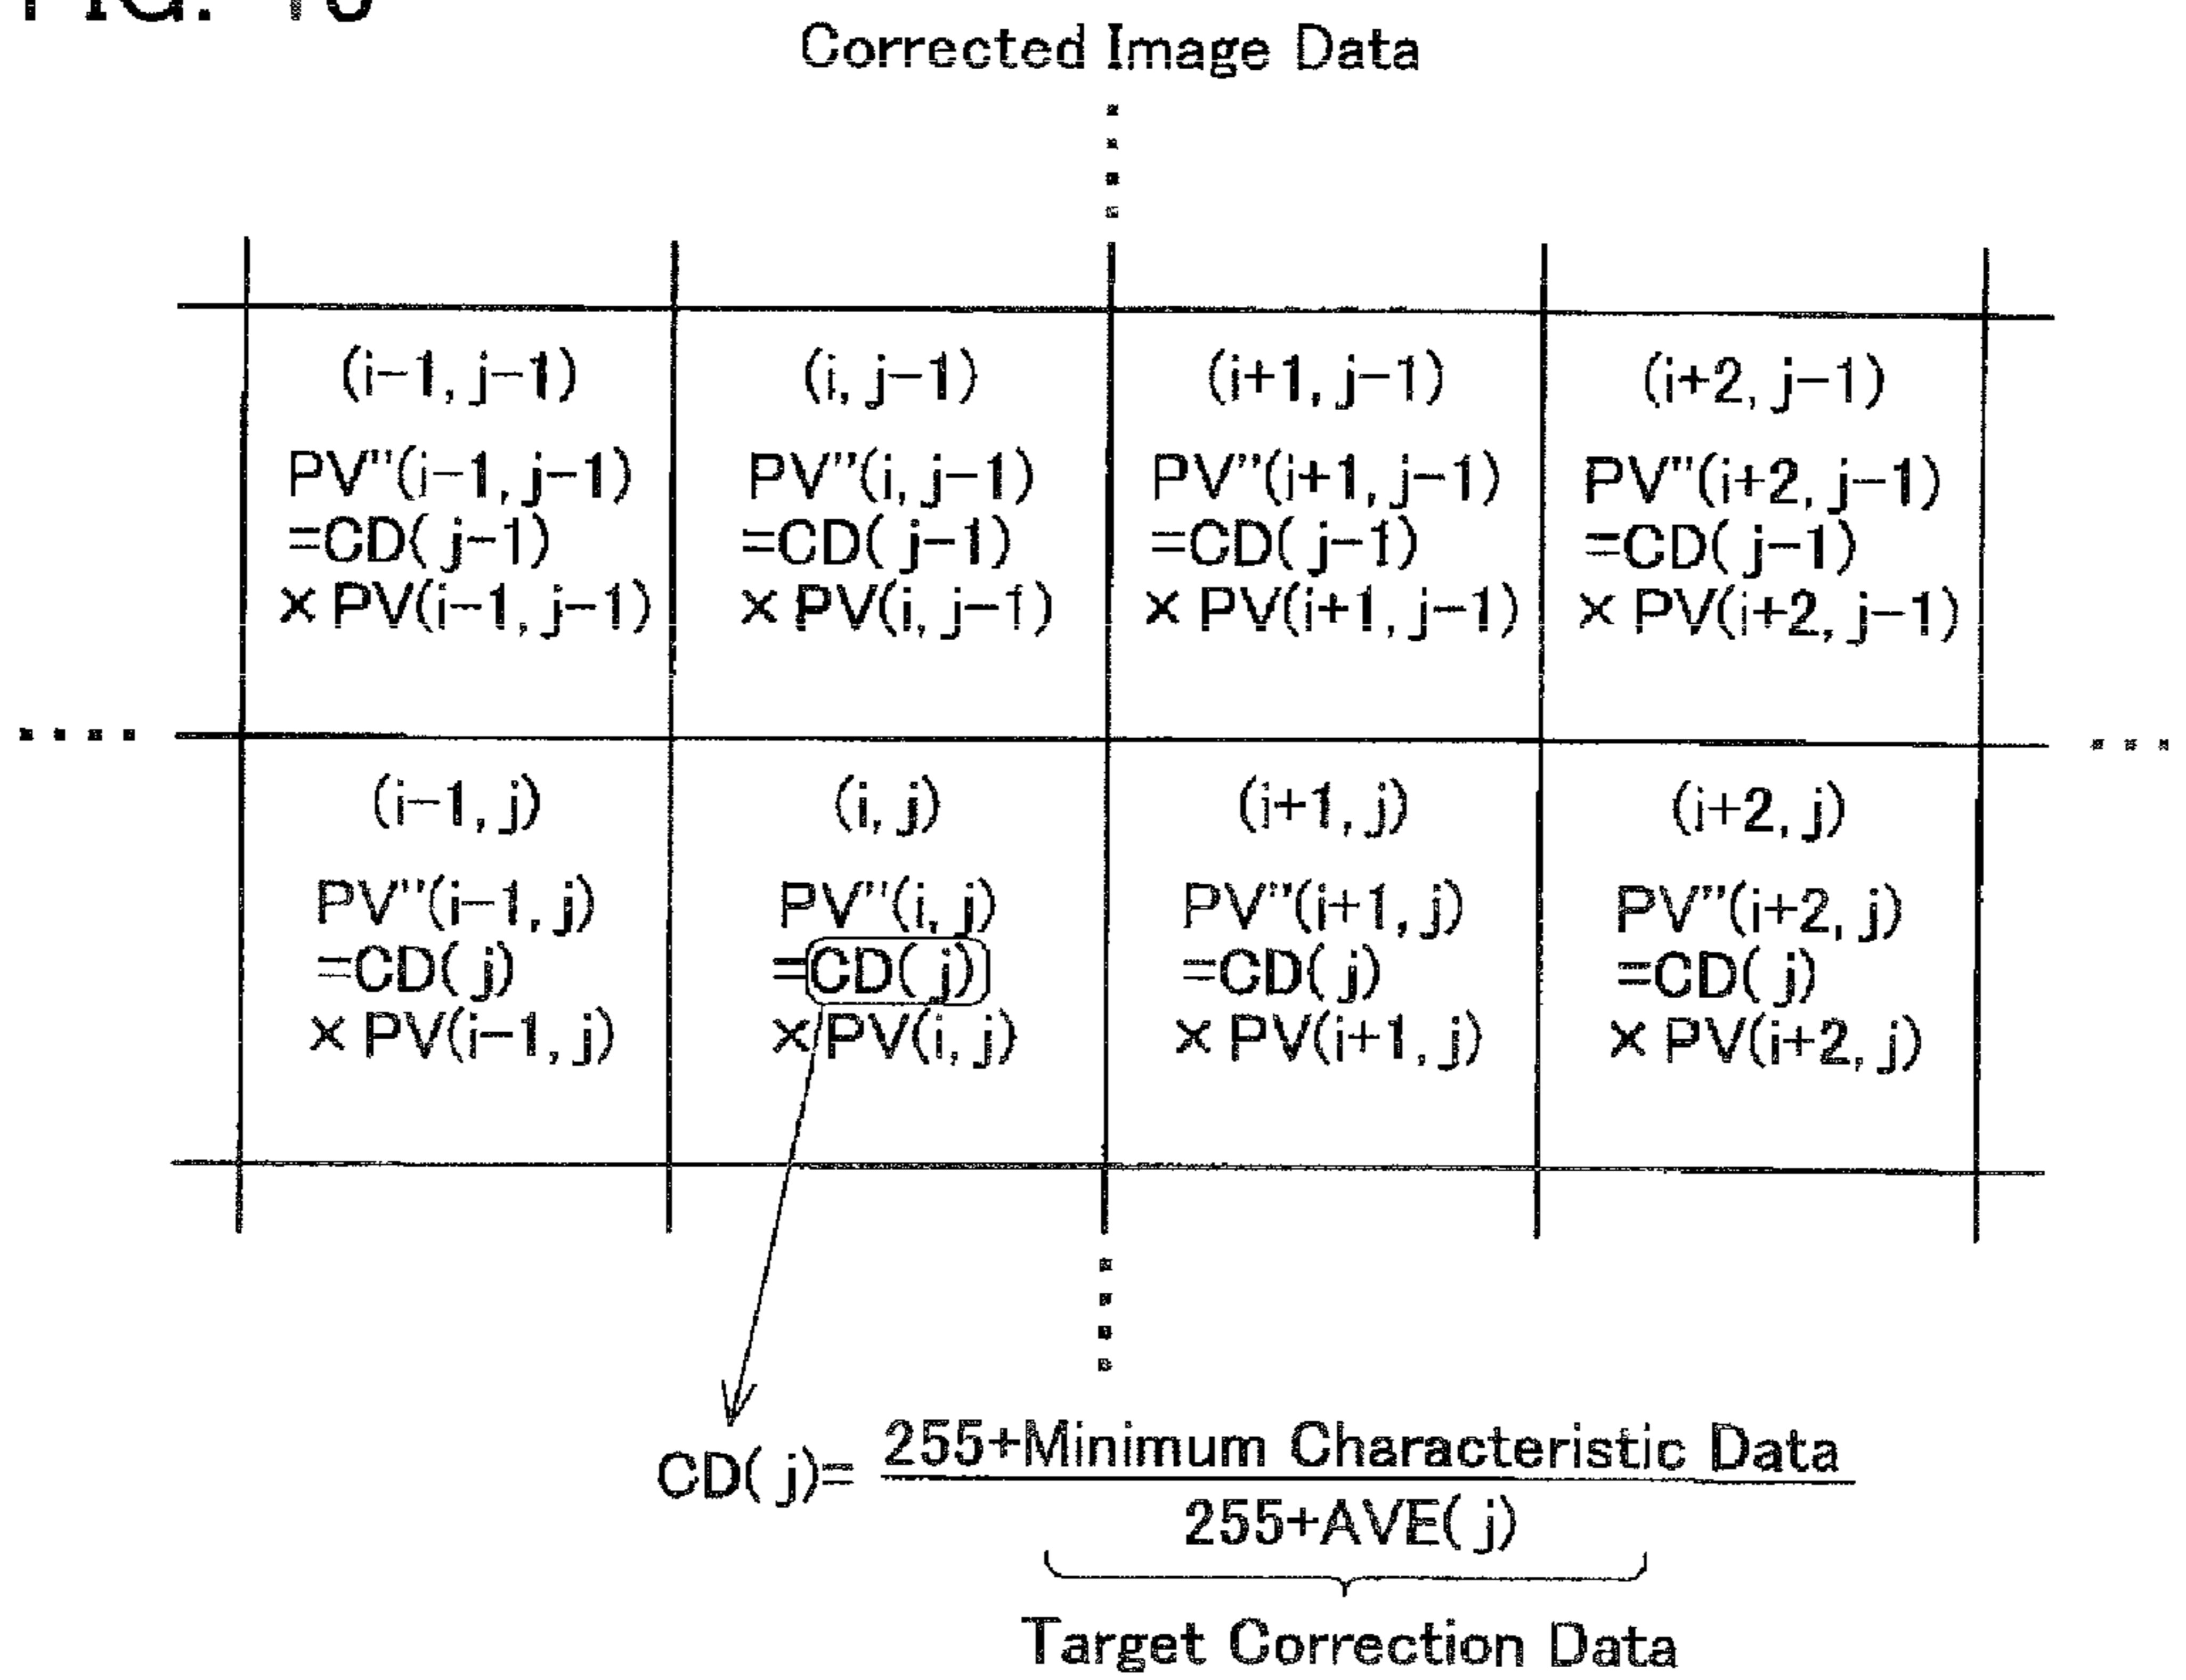 Corrected Image Data
(i-1, j-1) (i, j-1) (i+1, j-1) (i+2, j-1)
PV"(i-1, j-1) PV"(i, j-1) PV"(i+1, j-1) PV"(i+2, j-1)
=CD( j-1) =CD( j-1) =CD( j-1) =CD( j-1)
× PV(i-1, j-1) × PV(i, j-1) × PV(i+1, j-1) × PV(i+2, j-1)
(i-1, j) (i, j) (i+1, j) (i+2, j)
PV"(i-1, j) PV"(i, j) PV"(i+1, j) PV"(i+2, j)
=CD( j) =CD( j) =CD( j) =CD( j)
× PV(i-1, j) × PV(i, j) × PV(i+1, j) × PV(i+2, j)
255+Minimum Characteristic Data
CD( j)=
255+AVE( j)
Target Correction Data